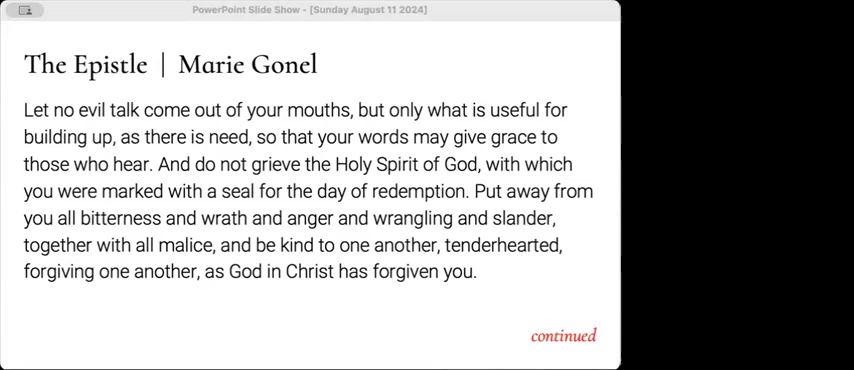 PowerPoint Slide Show - [Sunday August 11 2024]
The Epistle | Marie Gonel
Let no evil talk come out of your mouths, but only what is useful for
building up, as there is need, so that your words may give grace to
those who hear. And do not grieve the Holy Spirit of God, with which
you were marked with a seal for the day of redemption. Put away from
you all bitterness and wrath and anger and wrangling and slander,
together with all malice, and be kind to one another, tenderhearted,
forgiving one another, as God in Christ has forgiven you.
continued